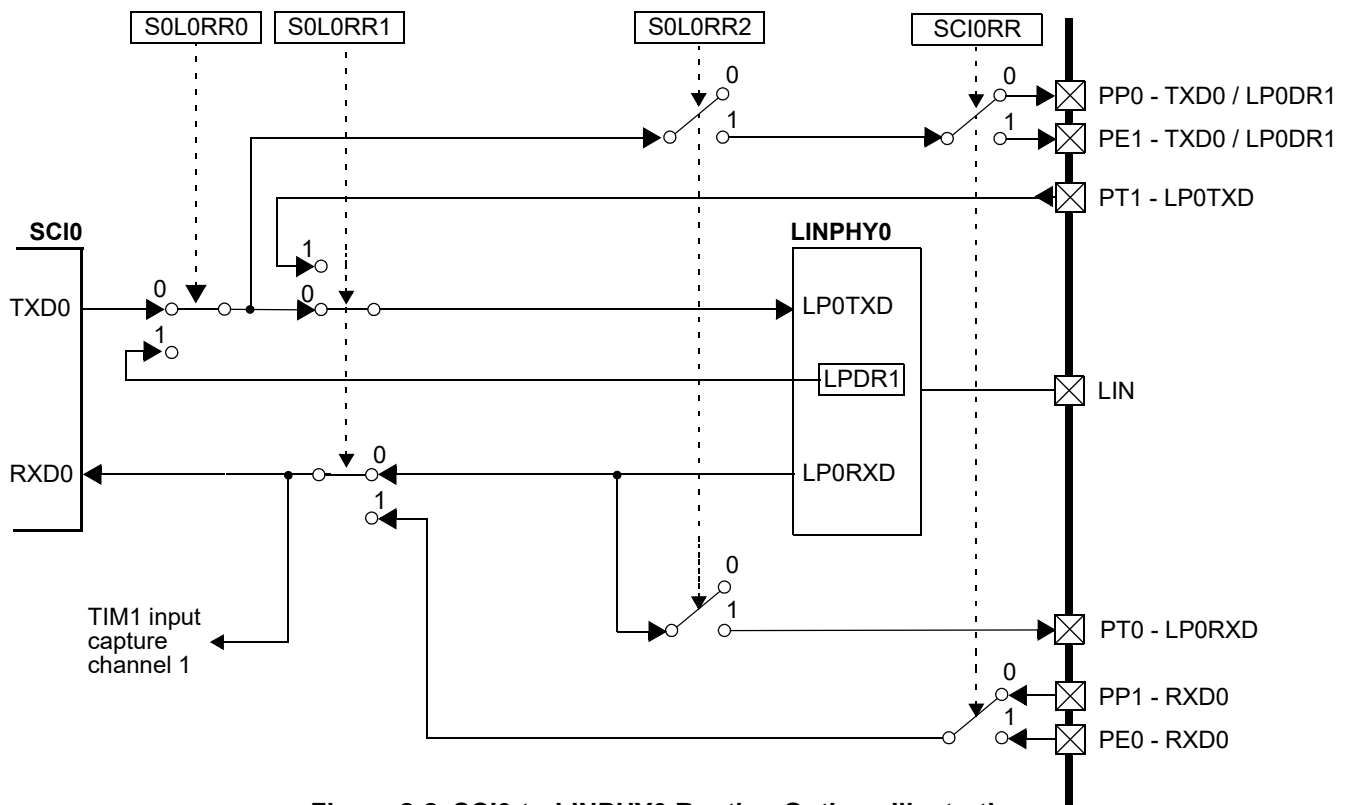 S0L0RR0
S0L0RR1
S0L0RR2
SCI0RR
0
1
0
1
PP0 - TXD0 / LP0DR1
PE1 - TXD0 / LP0DR1
PT1 - LP0TXD
SCI0
LINPHY0
1
TXD0
0
0
LP0TXD
1
LPDR1
LIN
RXD0
0
LP0RXD
1
0
1
TIM1 input
capture
channel 1
PT0 - LP0RXD
0
1
PP1 - RXD0
PE0 - RXD0